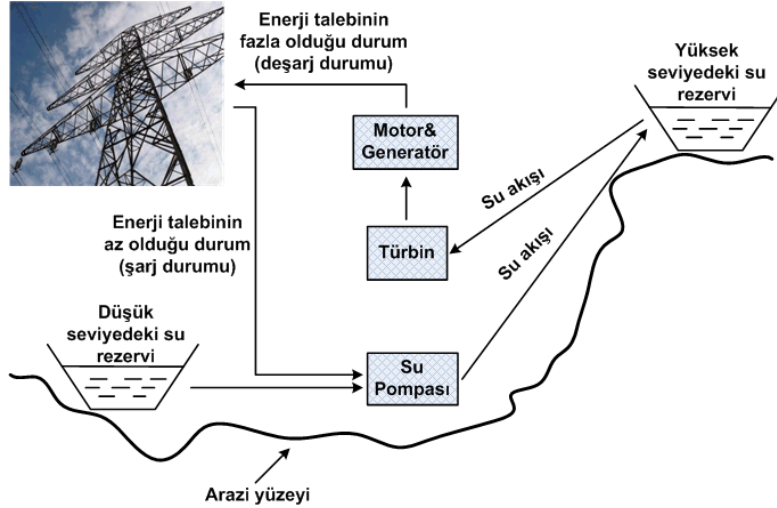 Enerji talebinin
fazla olduğu durum
(deşarj durumu)
Yüksek
seviyedeki su
rezervi
Motor&
Generatör
Su akışı
Enerji talebinin
az olduğu durum
(şarj durumu)
Türbin
Su akışı
Düşük
seviyedeki su
rezervi
Su
Pompası
Arazi yüzeyi